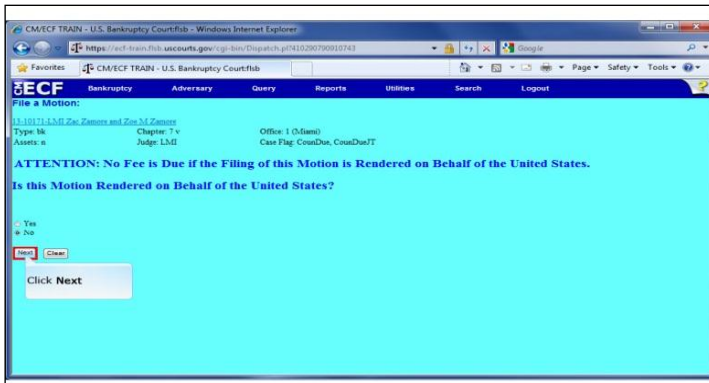 CM/ECF TRAIN - U.S. Bankruptcy Court:flsb - Windows Internet Explorer
https://ecf-train.flsb.uscourts.gov/cgi-bin/Dispatch.pl?410290700910743
Google
Favorites CM/ECF TRAIN - U.S. Bankruptcy Court:flsb Page Safety Tools
ECF Bankruptcy Adversary Query Reports Utilities Search Logout ?
File a Motion:
13-10171-LMI Zac Zamore and Zoe M Zamore
Type: bk Chapter: 7 v Office: 1 (Miami)
Assets: n Judge: LMI Case Flag: CounDue, CounDueJT
ATTENTION: No Fee is Due if the Filing of this Motion is Rendered on Behalf of the United States.
Is this Motion Rendered on Behalf of the United States?
Yes
No
Next Clear
Click Next